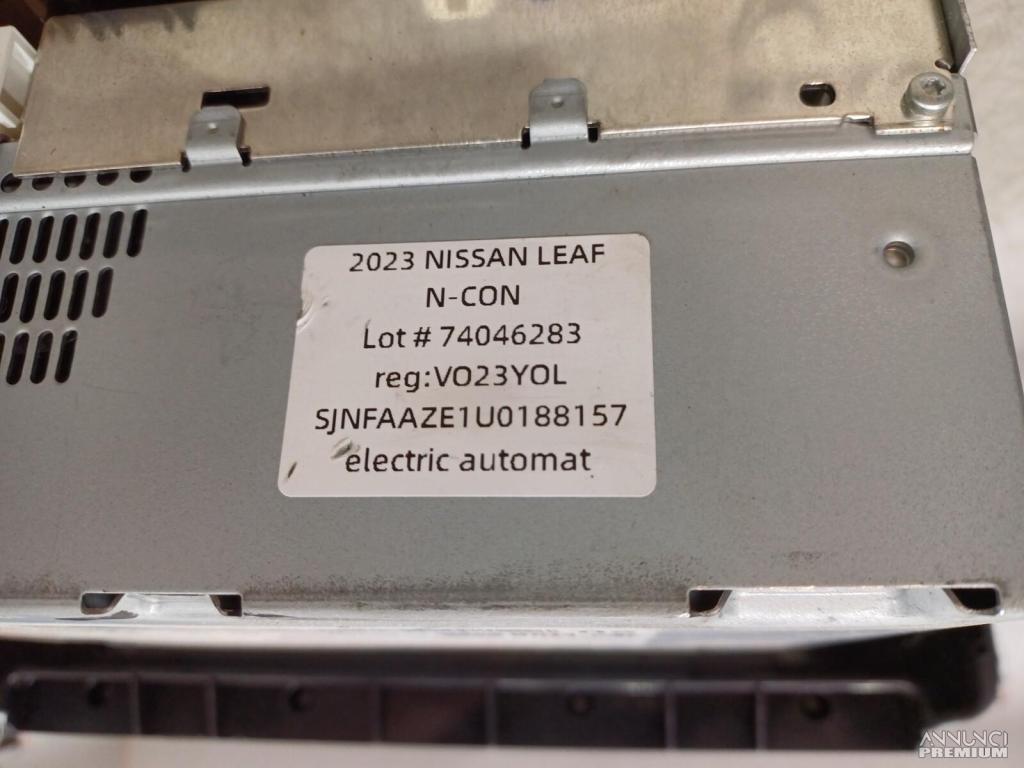 2023 NISSAN LEAF
N-CON
Lot # 74046283
reg:VO23YOL
SJNFAAZE1U0188157
electric automat
ANNUNCI
PREMIUM